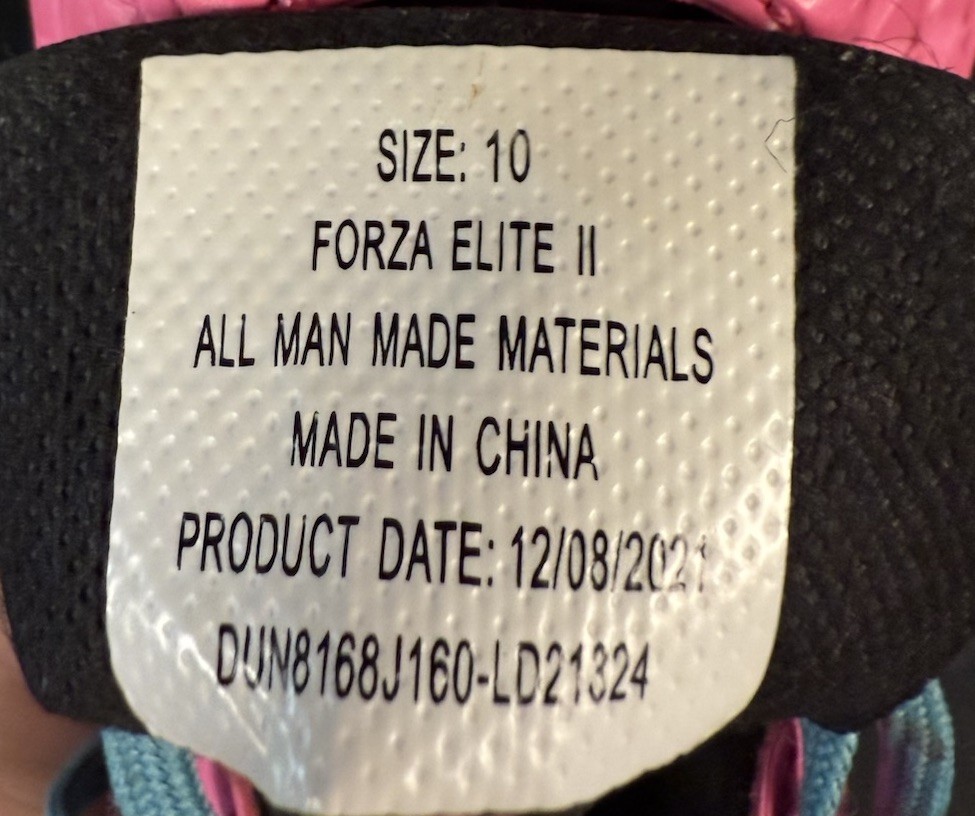 SIZE: 10
FORZA ELITE II
ALL MAN MADE MATERIALS
MADE IN CHINA
PRODUCT DATE: 12/08/2021
DUN8168J160-LD21324